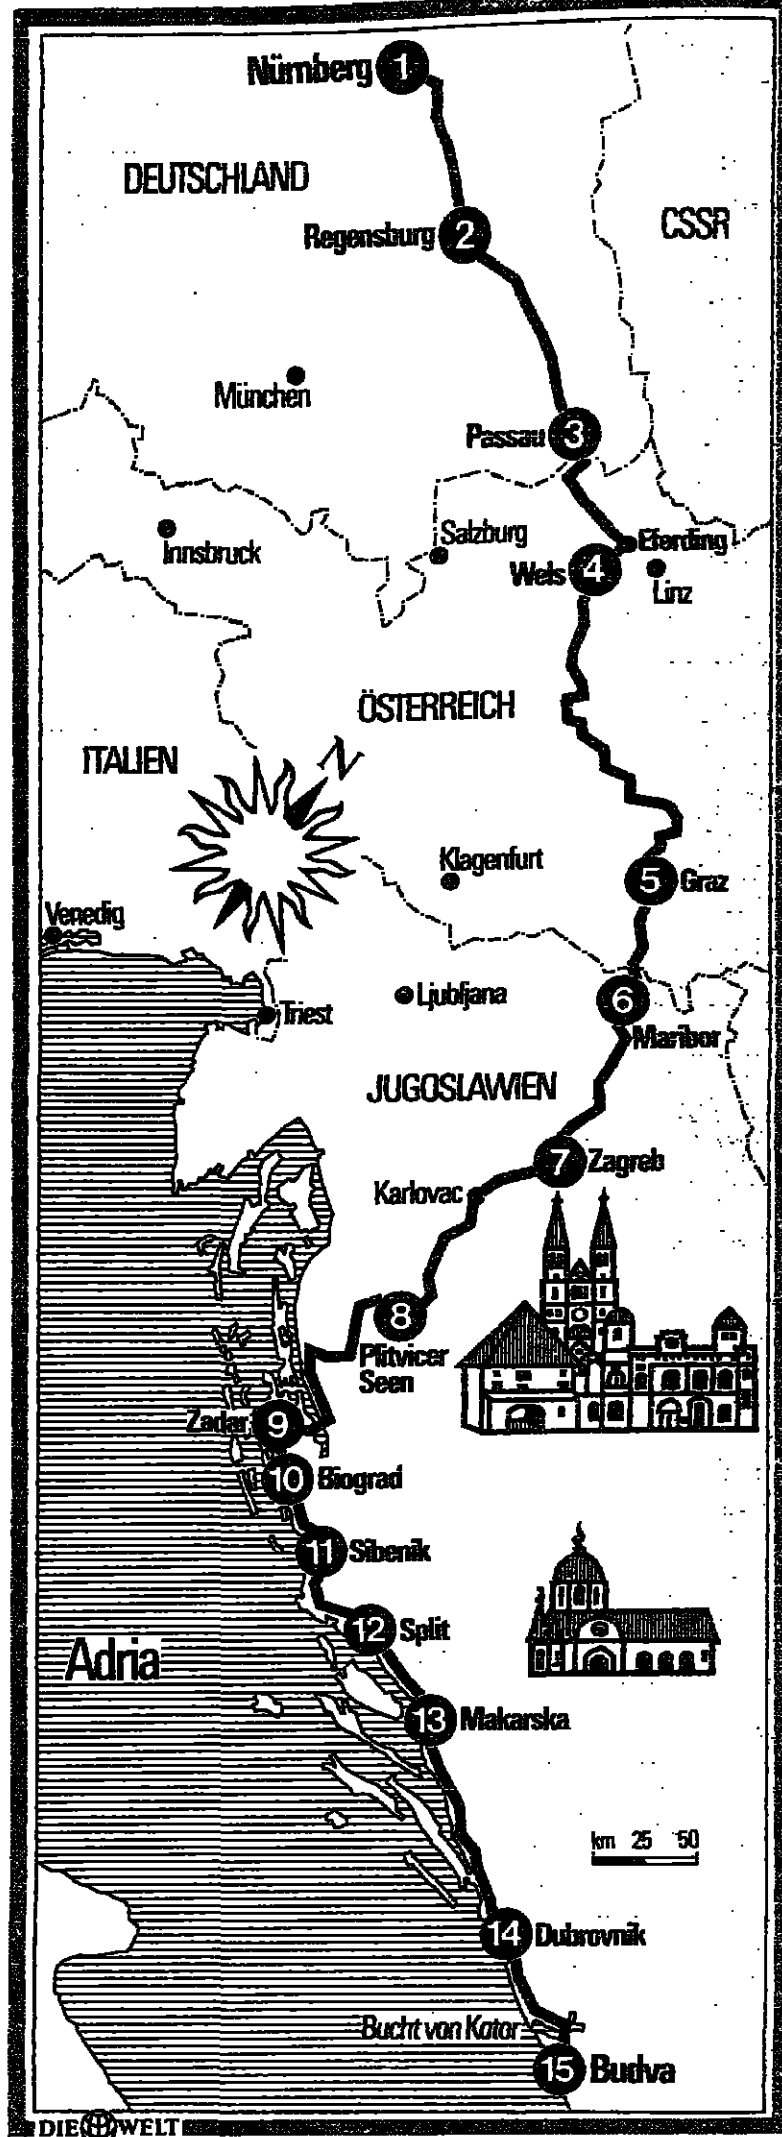 Nürnberg 1
DEUTSCHLAND
CSSR
Regensburg 2
München
Passau 3
Innsbruck
Salzburg
Eferding
Wels 4
Linz
ÖSTERREICH
ITALIEN
N
Klagenfurt
5 Graz
Venedig
Ljubljana
6
Triest
Maribor
JUGOSLAWIEN
7 Zagreb
Karlovac
8
Plitvicer
Seen
Zadar 9
10 Biograd
11 Sibenik
12 Split
Adria
13 Makarska
km 25 50
14 Dubrovnik
Bucht von Kotor
15 Budva
DIE WELT